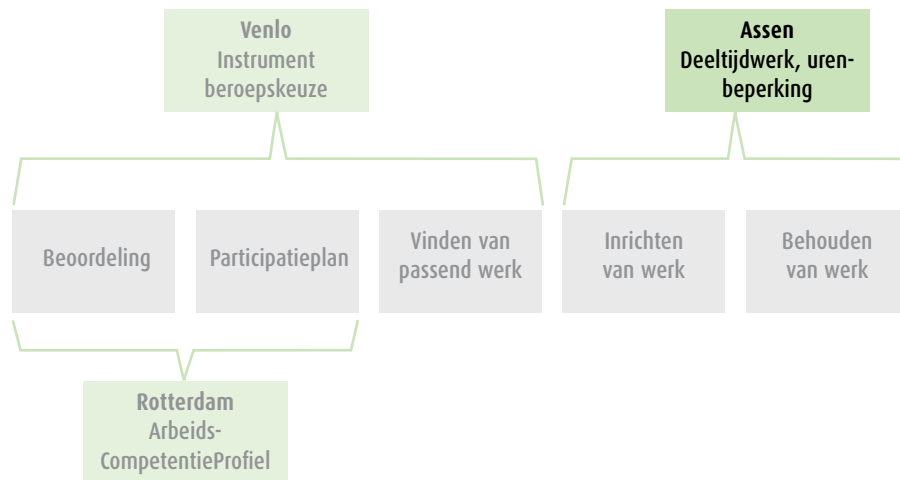 Venlo
Instrument
beroepskeuze
Assen
Deeltijdwerk, uren-
beperking
Beoordeling
Participatieplan
Vinden van
passend werk
Inrichten
van werk
Behouden
van werk
Rotterdam
Arbeids-
CompetentieProfiel